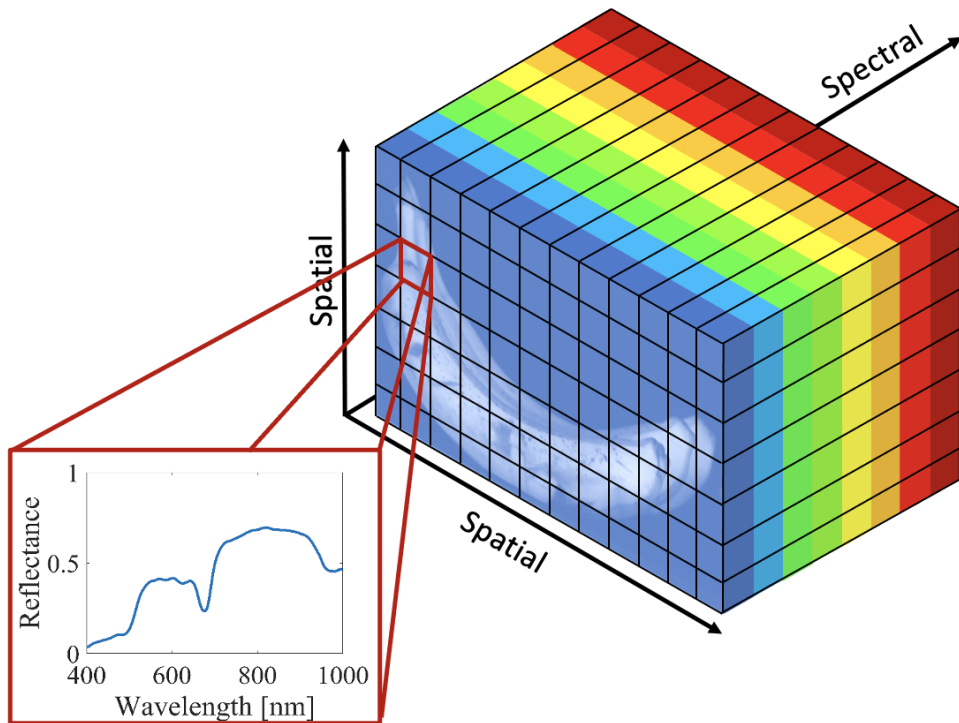 Spectral
Spatial
Spatial
1
0.5
0
Reflectance
400
600
800
1000
Wavelength [nm]